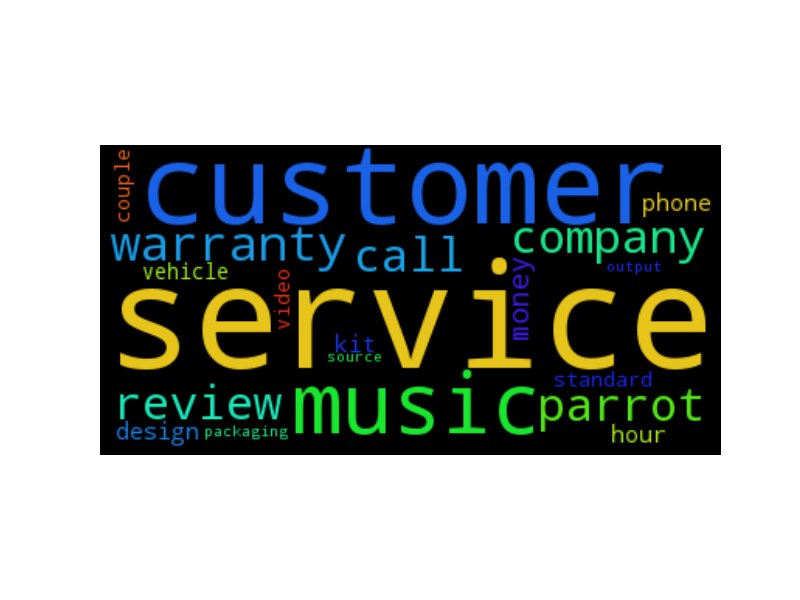 couple
customer
phone
warranty
call
company
vehicle
video
money
output
service
kit
source
standard
review
music
parrot
design
packaging
hour